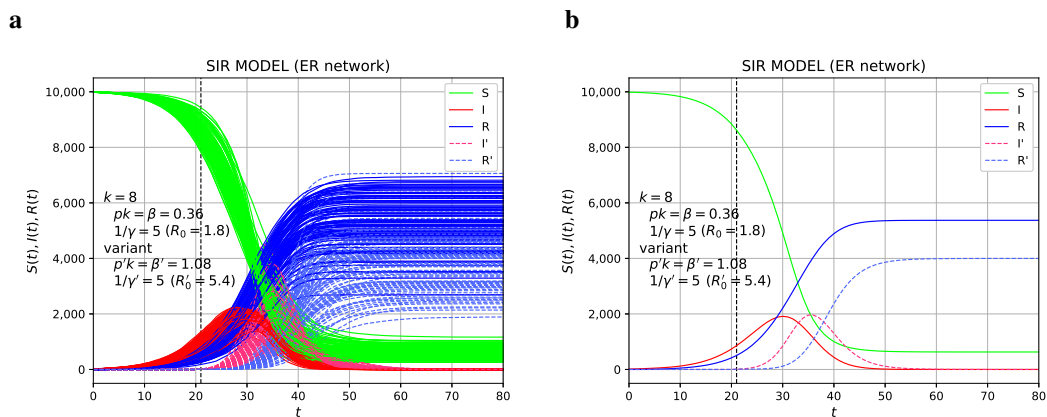 a
SIR MODEL (ER network)
S(t), I(t), R(t)
10,000
8,000
6,000
4,000
2,000
0
S
I
R
I'
R'
k = 8
pk = β = 0.36
1/γ = 5 (R₀ = 1.8)
variant
p'k = β' = 1.08
1/γ' = 5 (R₀' = 5.4)
0 10 20 30 40 50 60 70 80
t
b
SIR MODEL (ER network)
S(t), I(t), R(t)
10,000
8,000
6,000
4,000
2,000
0
S
I
R
I'
R'
k = 8
pk = β = 0.36
1/γ = 5 (R₀ = 1.8)
variant
p'k = β' = 1.08
1/γ' = 5 (R₀' = 5.4)
0 10 20 30 40 50 60 70 80
t